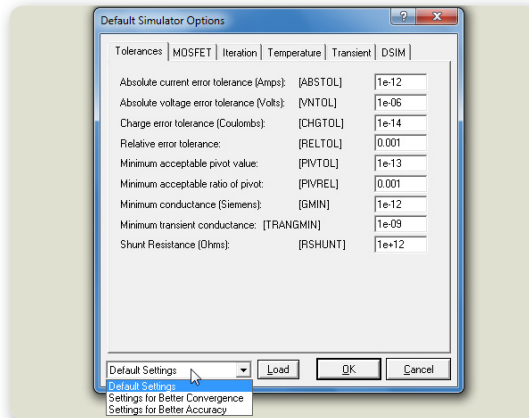 Default Simulator Options
Tolerances MOSFET Iteration Temperature Transient DSIM
Absolute current error tolerance (Amps): [ABSTOL] 1e-12
Absolute voltage error tolerance (Volts): [VNTOL] 1e-06
Charge error tolerance (Coulombs): [CHGTOL] 1e-14
Relative error tolerance: [RELTOL] 0.001
Minimum acceptable pivot value: [PIVTOL] 1e-13
Minimum acceptable ratio of pivot: [PIVREL] 0.001
Minimum conductance (Siemens): [GMIN] 1e-12
Minimum transient conductance: [TRANGMIN] 1e-09
Shunt Resistance (Ohms): [RSHUNT] 1e+12
Default Settings Load OK Cancel
Default Settings
Settings for Better Convergence
Settings for Better Accuracy